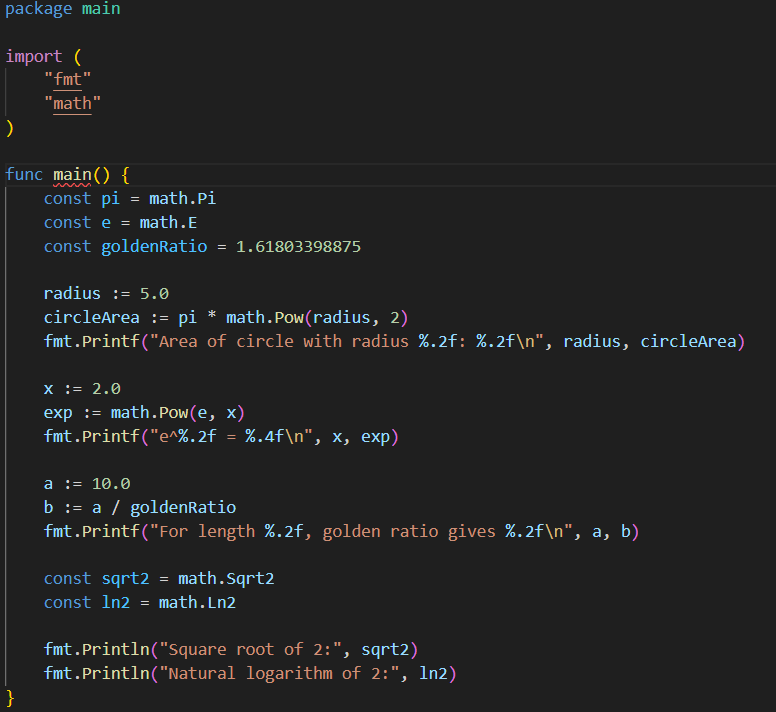 package main
import (
    "fmt"
    "math"
)
func main() {
    const pi = math.Pi
    const e = math.E
    const goldenRatio = 1.61803398875
    radius := 5.0
    circleArea := pi * math.Pow(radius, 2)
    fmt.Printf("Area of circle with radius %.2f: %.2f\n", radius, circleArea)
    x := 2.0
    exp := math.Pow(e, x)
    fmt.Printf("e^%.2f = %.4f\n", x, exp)
    a := 10.0
    b := a / goldenRatio
    fmt.Printf("For length %.2f, golden ratio gives %.2f\n", a, b)
    const sqrt2 = math.Sqrt2
    const ln2 = math.Ln2
    fmt.Println("Square root of 2:", sqrt2)
    fmt.Println("Natural logarithm of 2:", ln2)
}